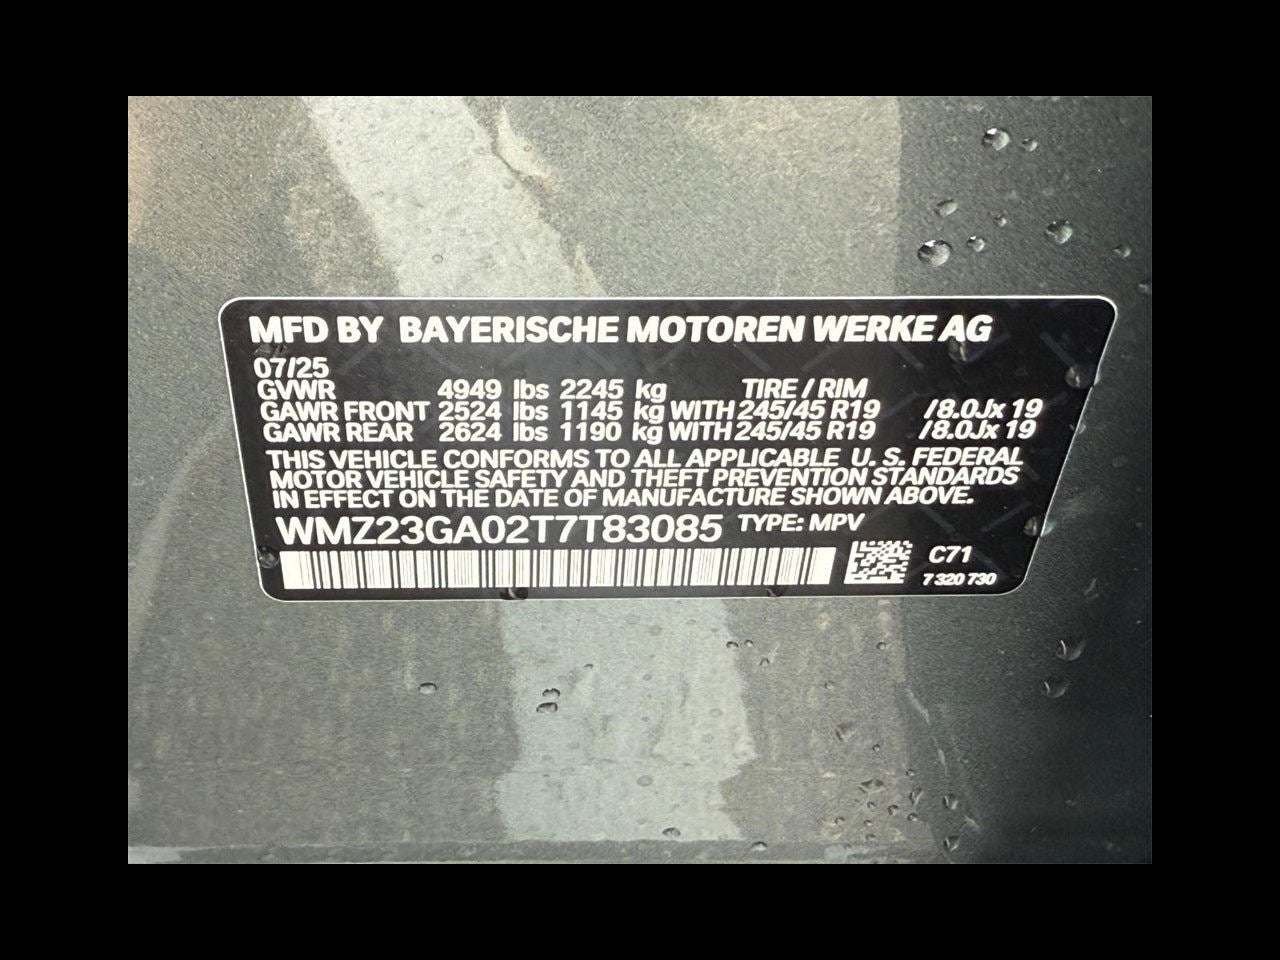 MFD BY BAYERISCHE MOTOREN WERKE AG
07/25
GVWR 4949 lbs 2245 kg TIRE / RIM
GAWR FRONT 2524 lbs 1145 kg WITH 245/45 R19 /8.0Jx 19
GAWR REAR 2624 lbs 1190 kg WITH 245/45 R19 /8.0Jx 19
THIS VEHICLE CONFORMS TO ALL APPLICABLE U. S. FEDERAL
MOTOR VEHICLE SAFETY AND THEFT PREVENTION STANDARDS
IN EFFECT ON THE DATE OF MANUFACTURE SHOWN ABOVE.
WMZ23GA02T7T83085 TYPE: MPV
C71
7 320 730